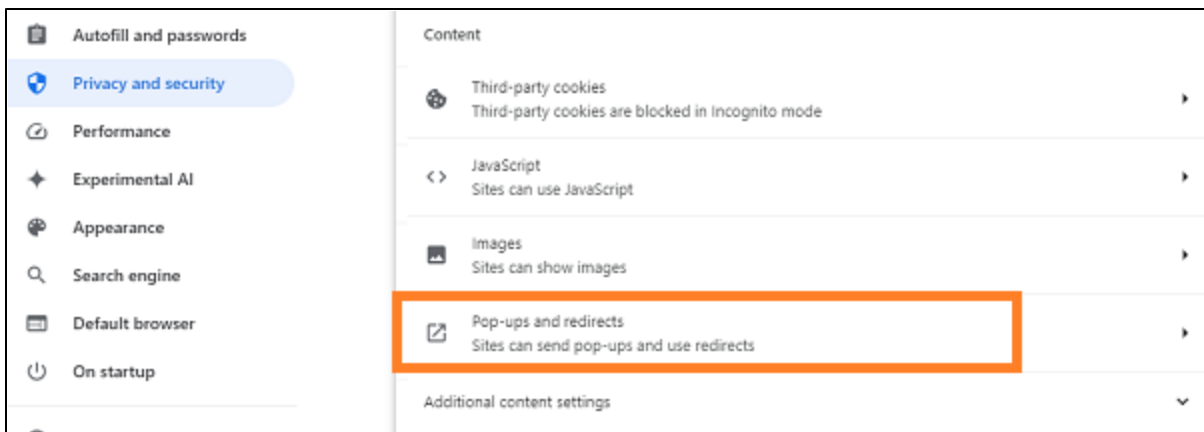 Autofill and passwords
Privacy and security
Performance
Experimental AI
Appearance
Search engine
Default browser
On startup
Content
Third-party cookies
Third-party cookies are blocked in Incognito mode
JavaScript
Sites can use JavaScript
Images
Sites can show images
Pop-ups and redirects
Sites can send pop-ups and use redirects
Additional content settings